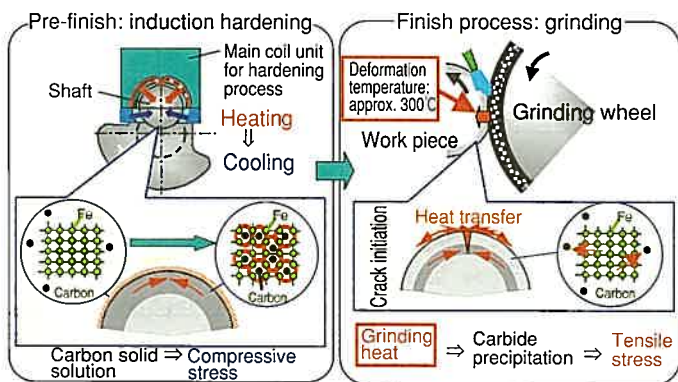 Pre-finish: induction hardening
Main coil unit
for hardening
process
Shaft
Heating
⇓
Cooling
Fe
Carbon
Fe
Carbon
Carbon solid ⇒ Compressive
solution stress
Finish process: grinding
Deformation
temperature:
approx. 300℃
Grinding wheel
Work piece
Crack initiation
Heat transfer
Fe
Carbon
Grinding ⇒ Carbide ⇒ Tensile
heat precipitation stress